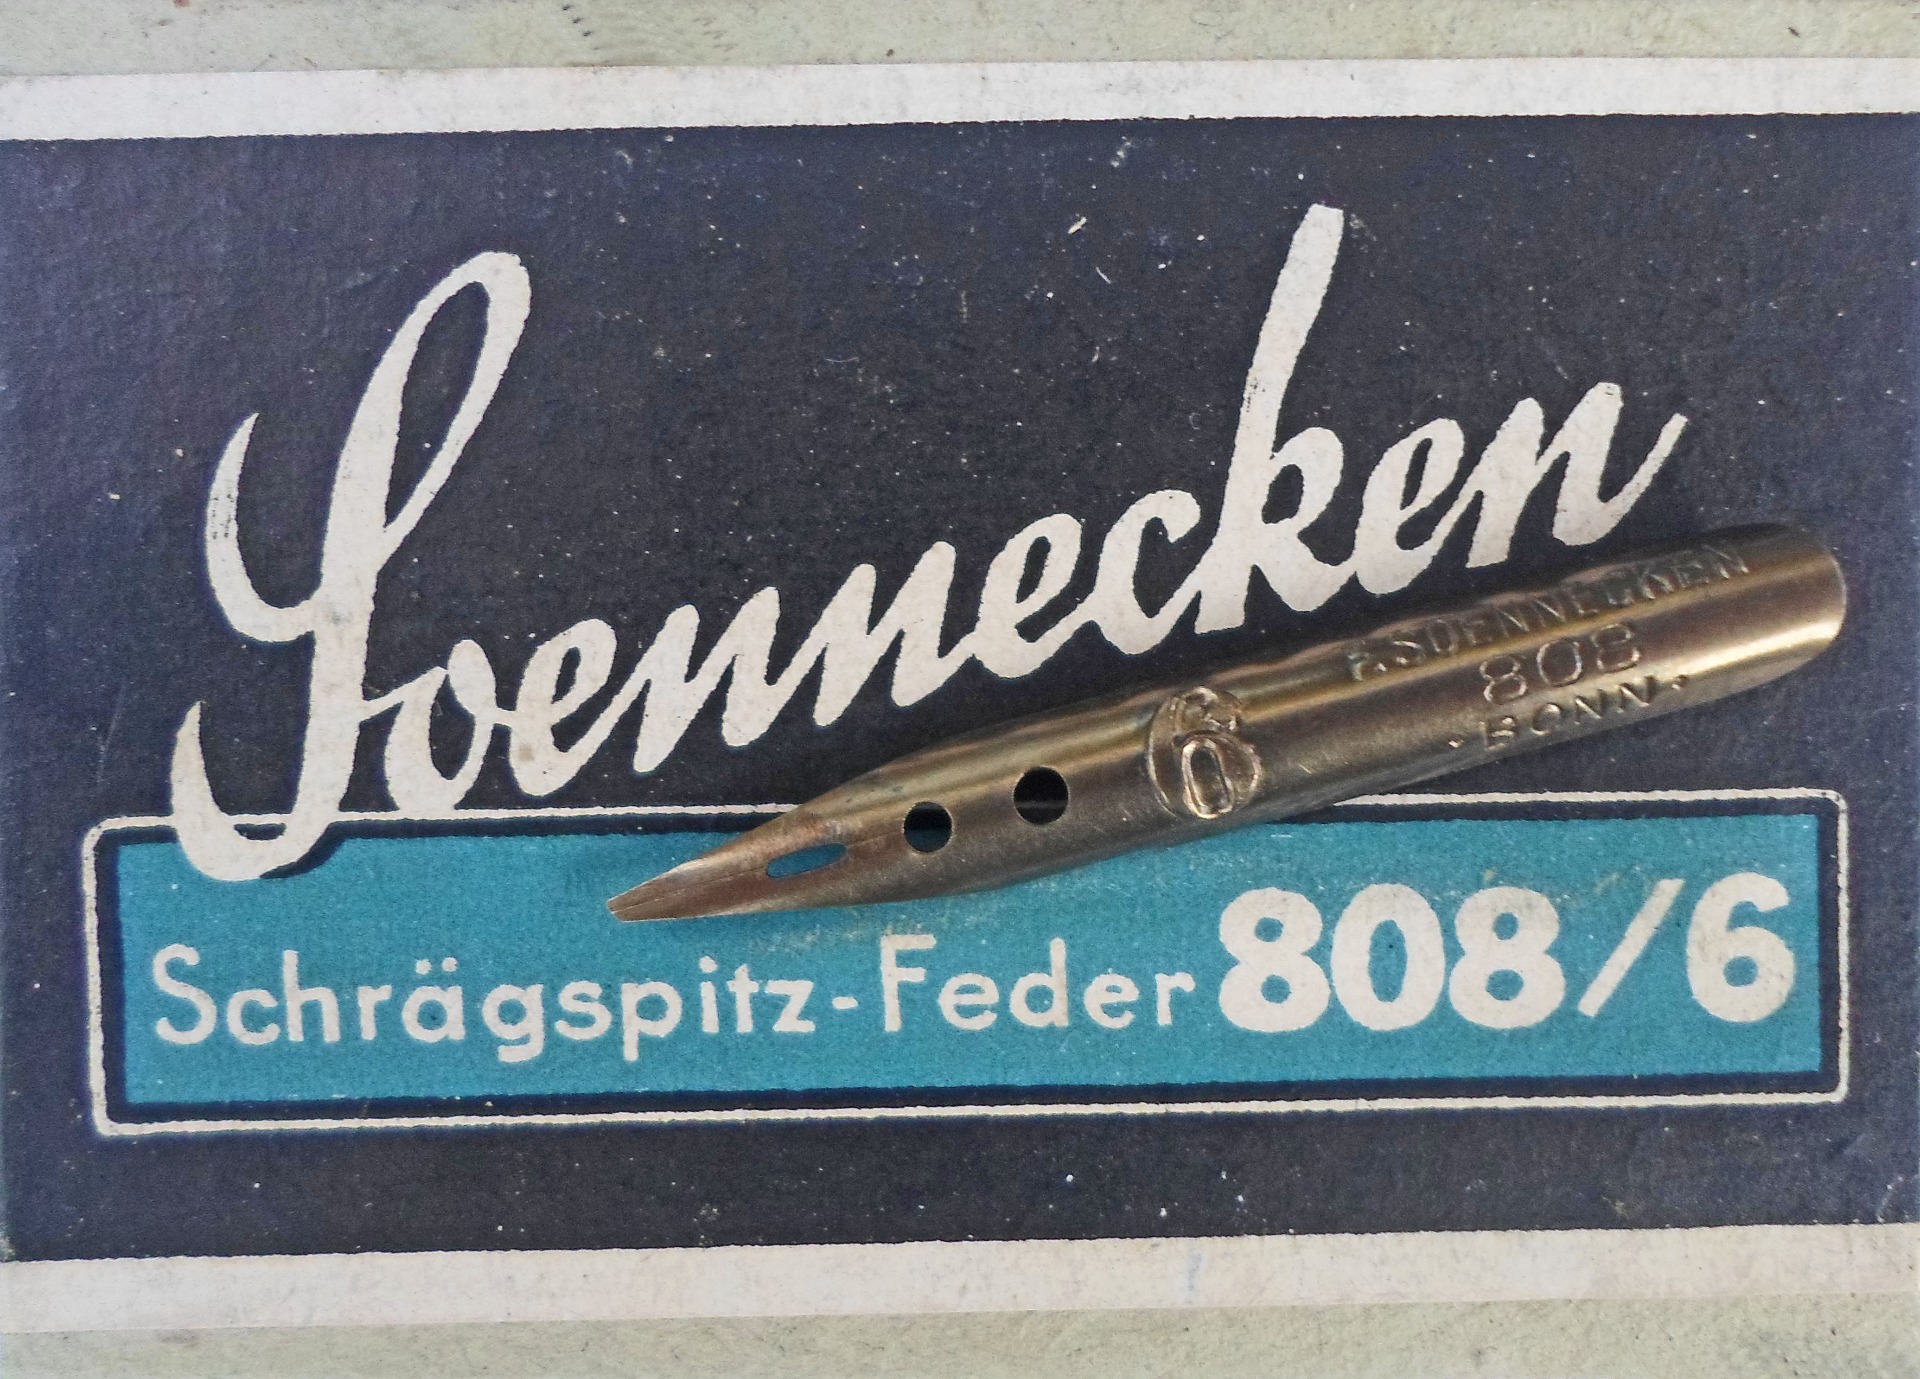 Soennecken
F. SOENNECKEN
808
· BONN ·
6
Schrägspitz-Feder 808/6